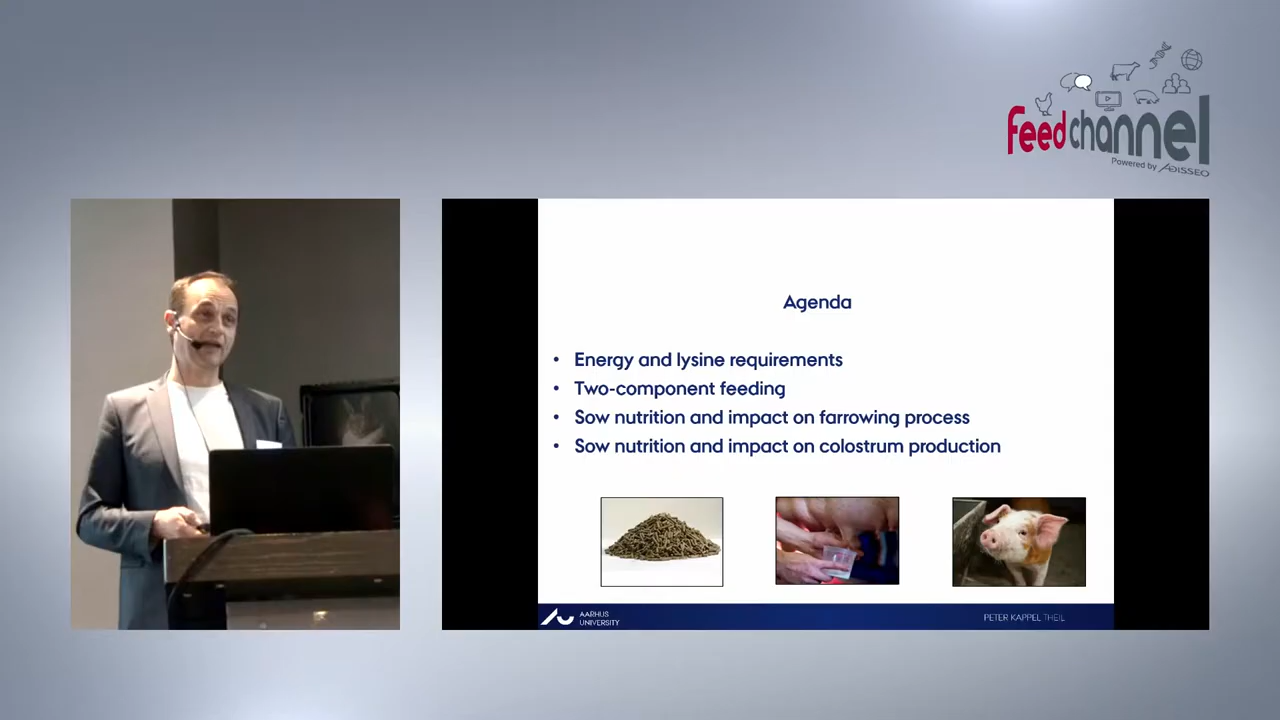 feedchannel
Powered by ADISSEO
Agenda
• Energy and lysine requirements
• Two-component feeding
• Sow nutrition and impact on farrowing process
• Sow nutrition and impact on colostrum production
AARHUS
UNIVERSITY
PETER KAPPEL THEIL